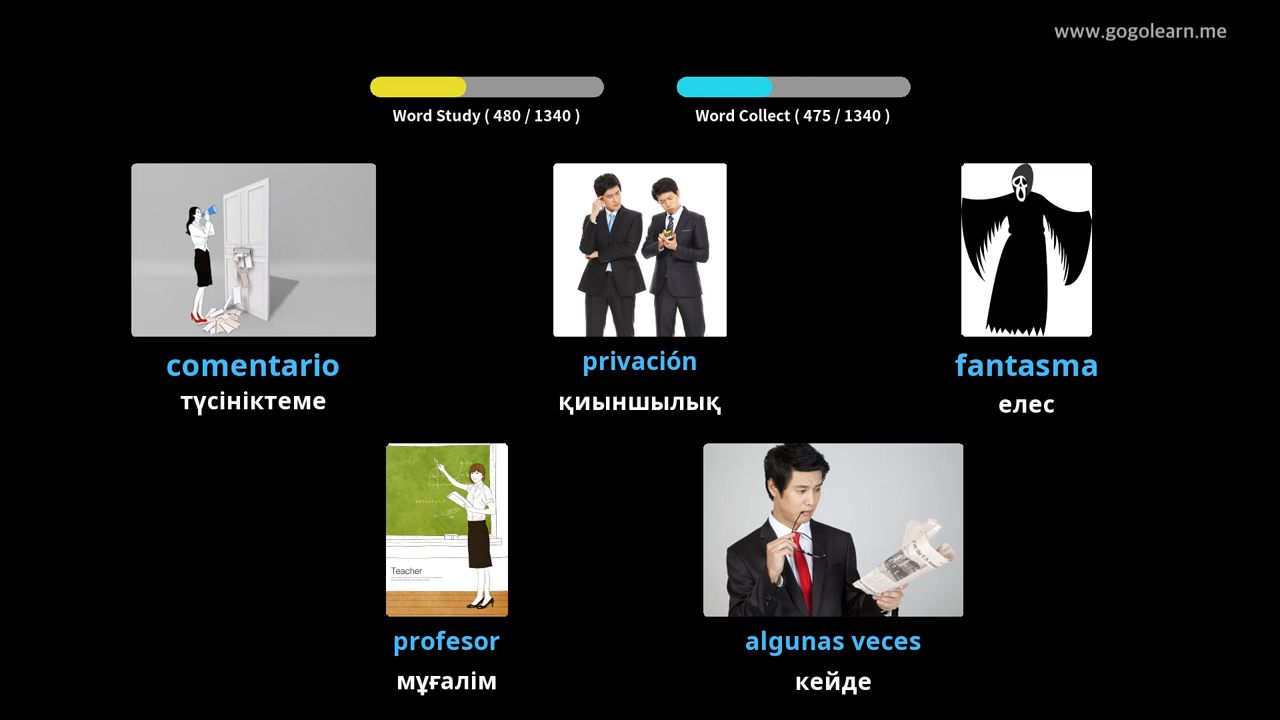 www.gogolearn.me
Word Study ( 480 / 1340 )
Word Collect ( 475 / 1340 )
comentario
түсініктеме
privación
қиыншылық
fantasma
елес
Teacher
profesor
мұғалім
algunas veces
кейде